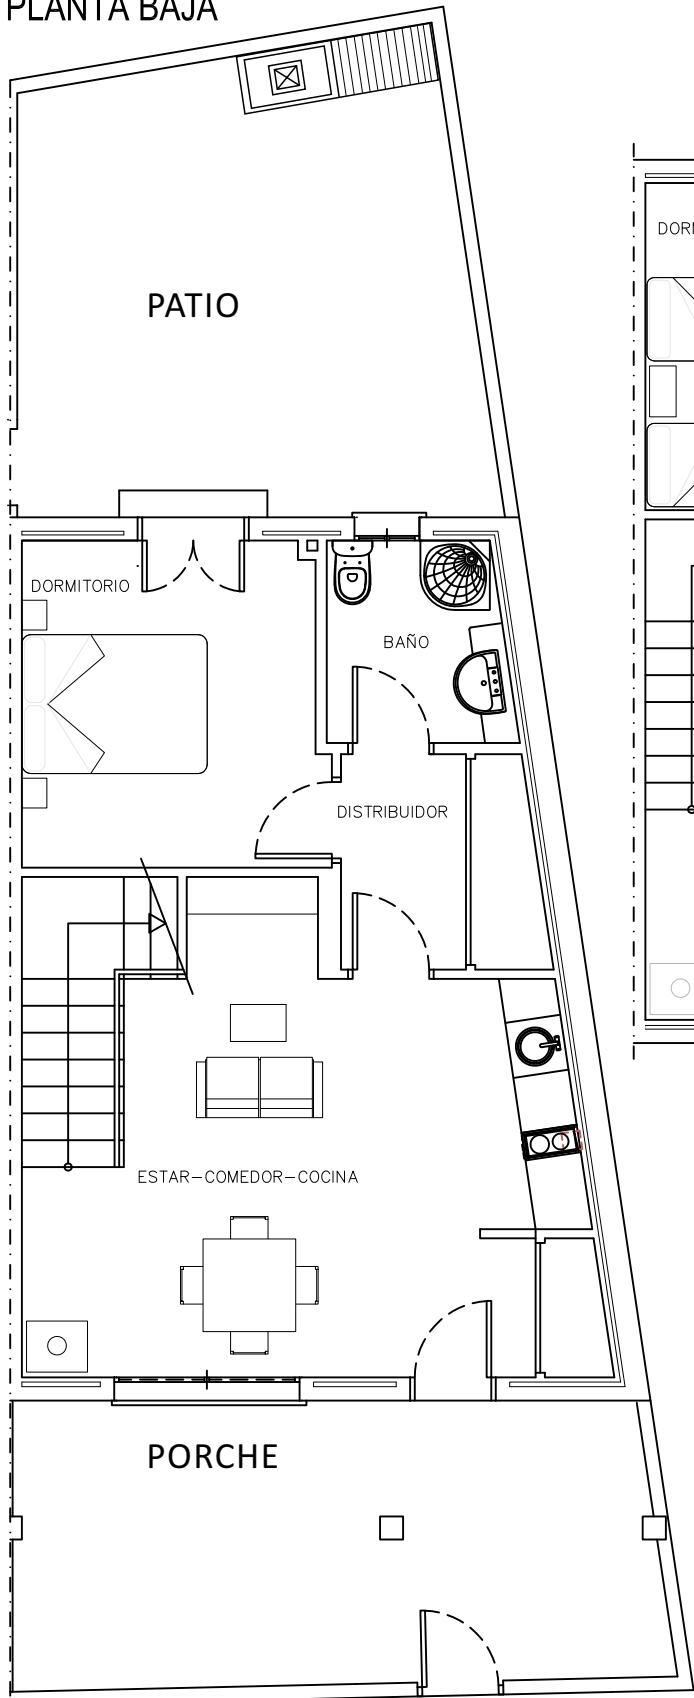 PLANTA BAJA
PATIO
DORMITORIO
BAÑO
DISTRIBUIDOR
ESTAR-COMEDOR-COCINA
PORCHE